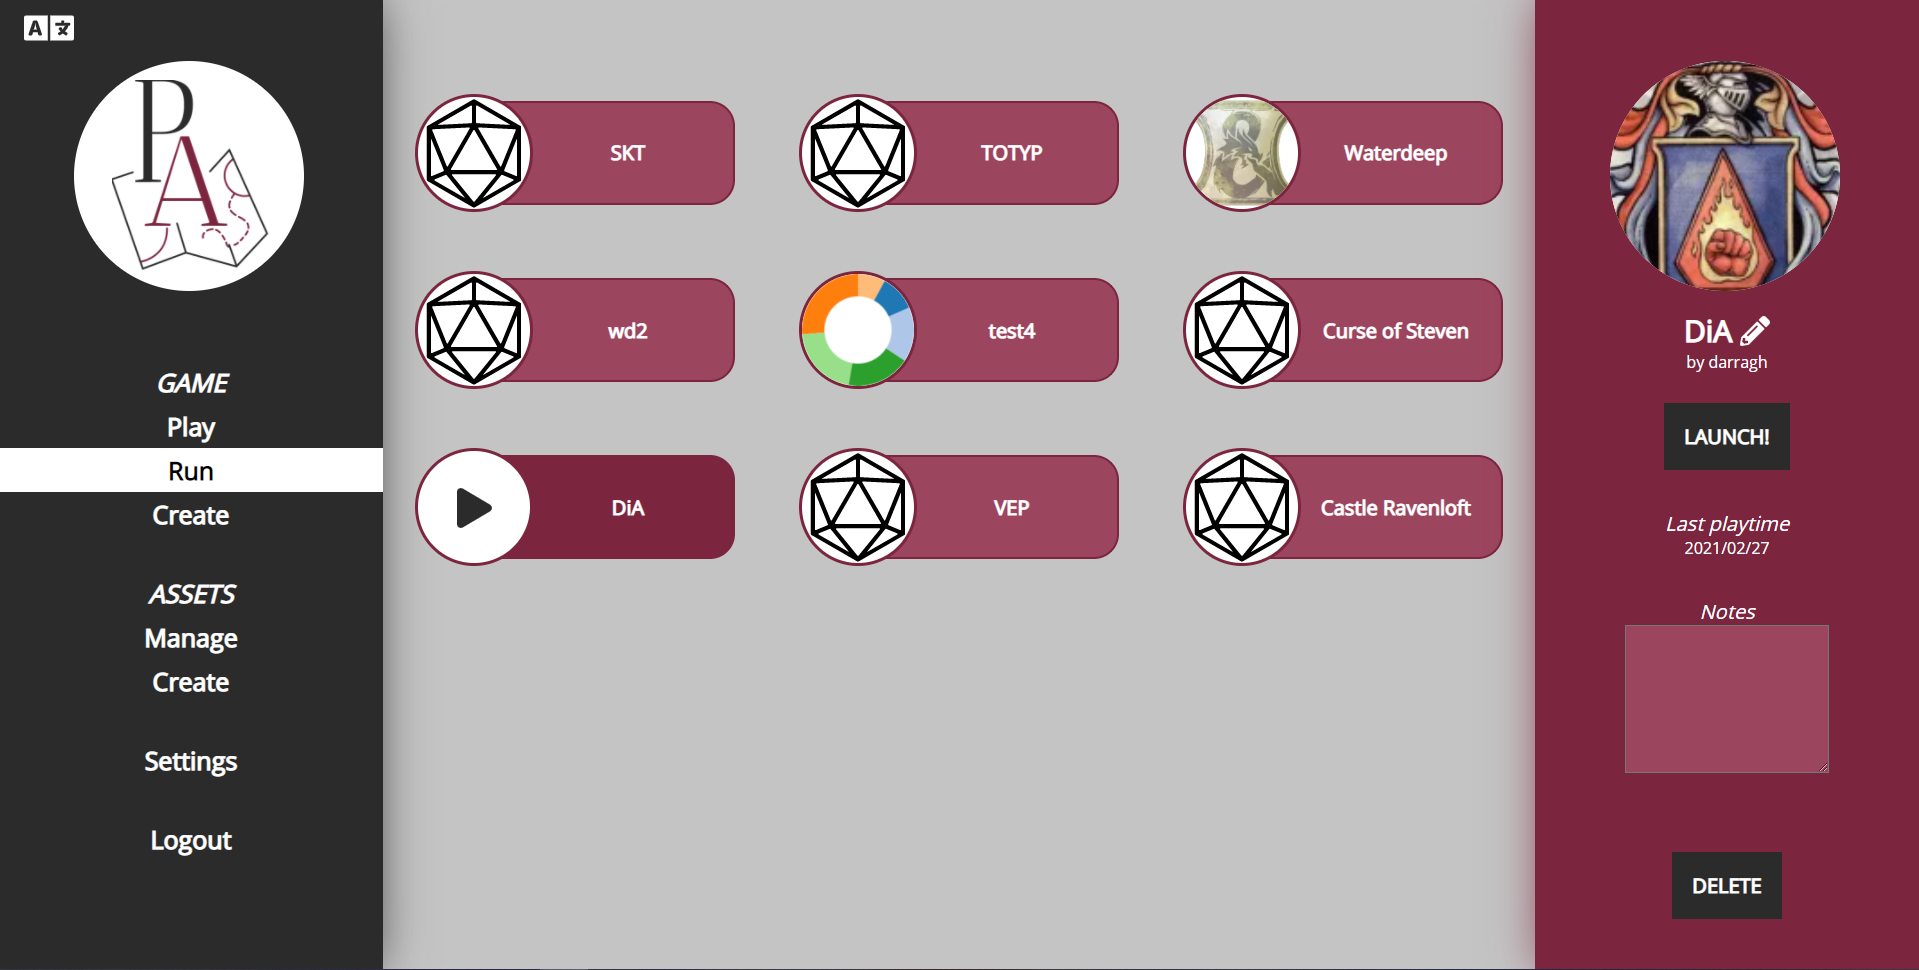 A 文
PA
GAME
Play
Run
Create
ASSETS
Manage
Create
Settings
Logout
SKT
TOTYP
Waterdeep
wd2
test4
Curse of Steven
DiA
VEP
Castle Ravenloft
DiA
by darragh
LAUNCH!
Last playtime
2021/02/27
Notes
DELETE